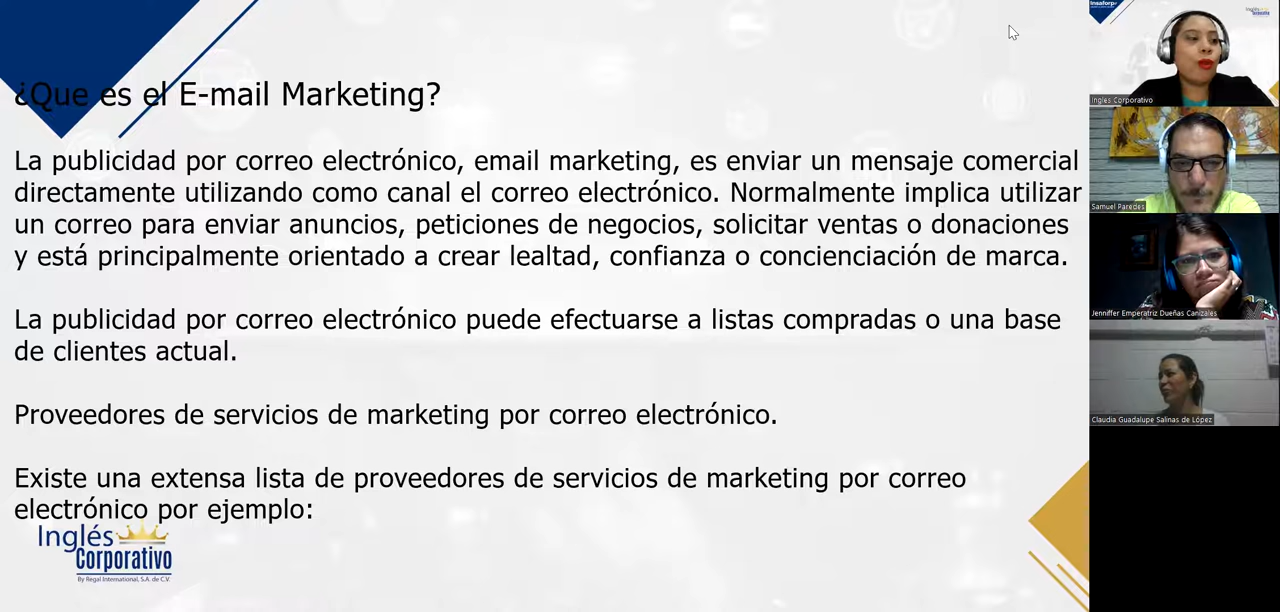 ¿Que es el E-mail Marketing?
La publicidad por correo electrónico, email marketing, es enviar un mensaje comercial
directamente utilizando como canal el correo electrónico. Normalmente implica utilizar
un correo para enviar anuncios, peticiones de negocios, solicitar ventas o donaciones
y está principalmente orientado a crear lealtad, confianza o concienciación de marca.
La publicidad por correo electrónico puede efectuarse a listas compradas o una base
de clientes actual.
Proveedores de servicios de marketing por correo electrónico.
Existe una extensa lista de proveedores de servicios de marketing por correo
electrónico por ejemplo:
Inglés
Corporativo
By Regal International, S.A. de C.V.
Insaforp
Ingles Corporativo
Samuel Paredes
Jenniffer Emperatriz Dueñas Canizales
Claudia Guadalupe Salinas de López